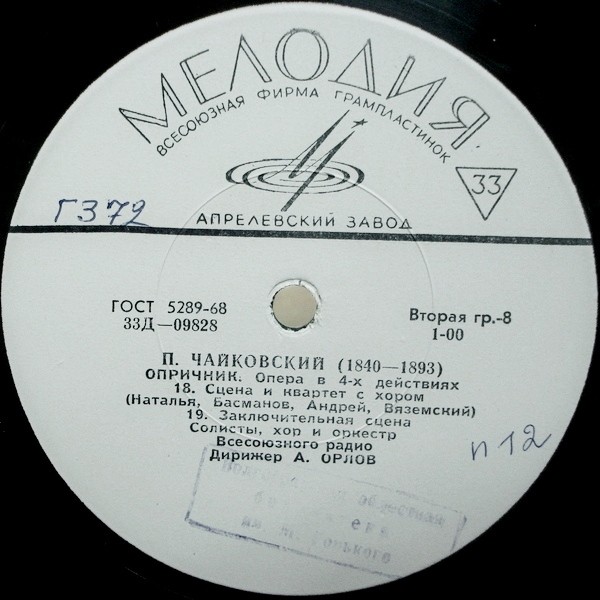 МЕЛОДИЯ
ВСЕСОЮЗНАЯ ФИРМА ГРАМПЛАСТИНОК
33
АПРЕЛЕВСКИЙ ЗАВОД
Г372
ГОСТ 5289-68
33Д—09828
Вторая гр.-8
1-00
П. ЧАЙКОВСКИЙ (1840—1893)
ОПРИЧНИК. Опера в 4-х действиях
18. Сцена и квартет с хором
(Наталья, Басманов, Андрей, Вяземский)
19. Заключительная сцена
Солисты, хор и оркестр
Всесоюзного радио
Дирижер А. ОРЛОВ
п12